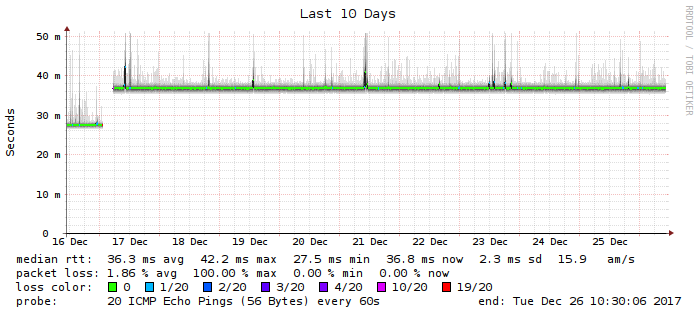 Last 10 Days
RRDTOOL / TOBI OETIKER
Seconds
50 m
40 m
30 m
20 m
10 m
0
16 Dec 17 Dec 18 Dec 19 Dec 20 Dec 21 Dec 22 Dec 23 Dec 24 Dec 25 Dec
median rtt: 36.3 ms avg 42.2 ms max 27.5 ms min 36.8 ms now 2.3 ms sd 15.9 am/s
packet loss: 1.86 % avg 100.00 % max 0.00 % min 0.00 % now
loss color: 0 1/20 2/20 3/20 4/20 10/20 19/20
probe: 20 ICMP Echo Pings (56 Bytes) every 60s end: Tue Dec 26 10:30:06 2017